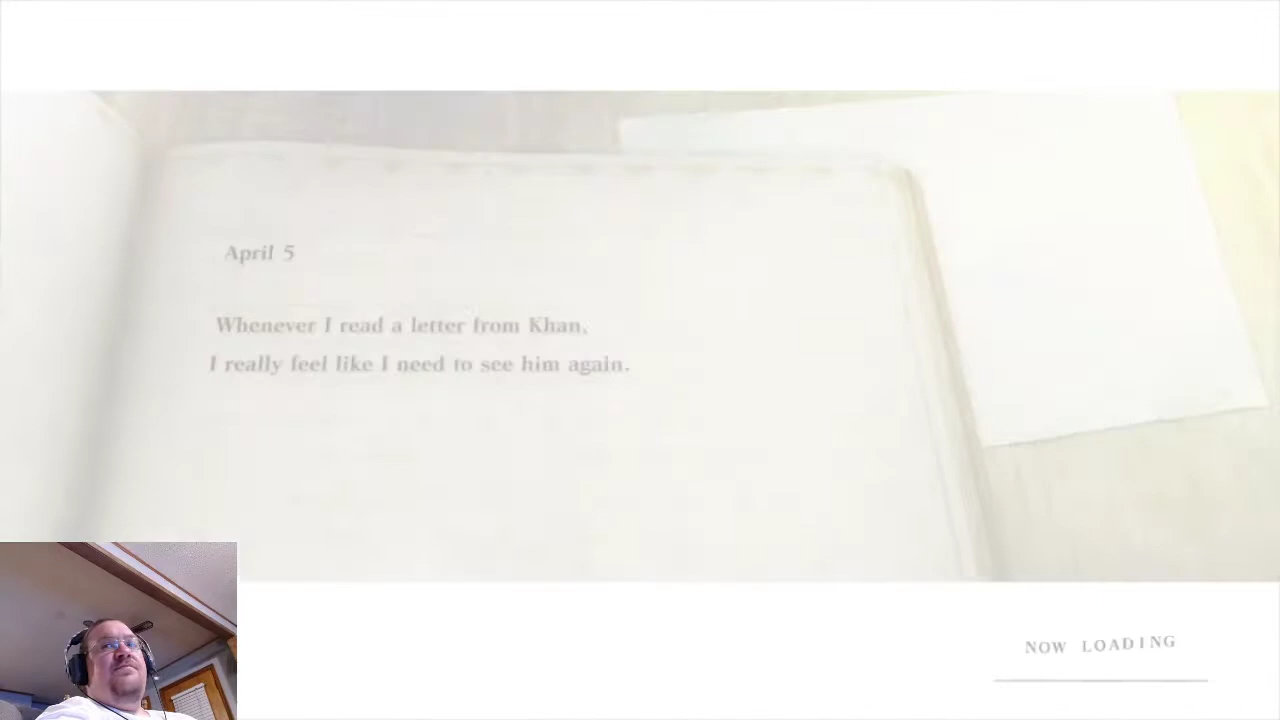 April 5
Whenever I read a letter from Khan,
I really feel like I need to see him again.
NOW LOADING